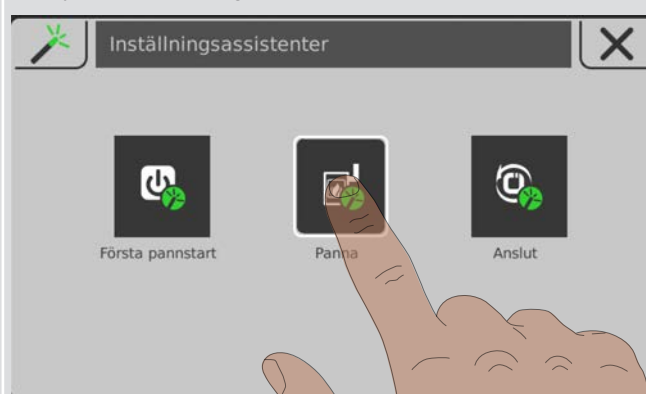 Inställningsassistenter
Första pannstart
Panna
Anslut